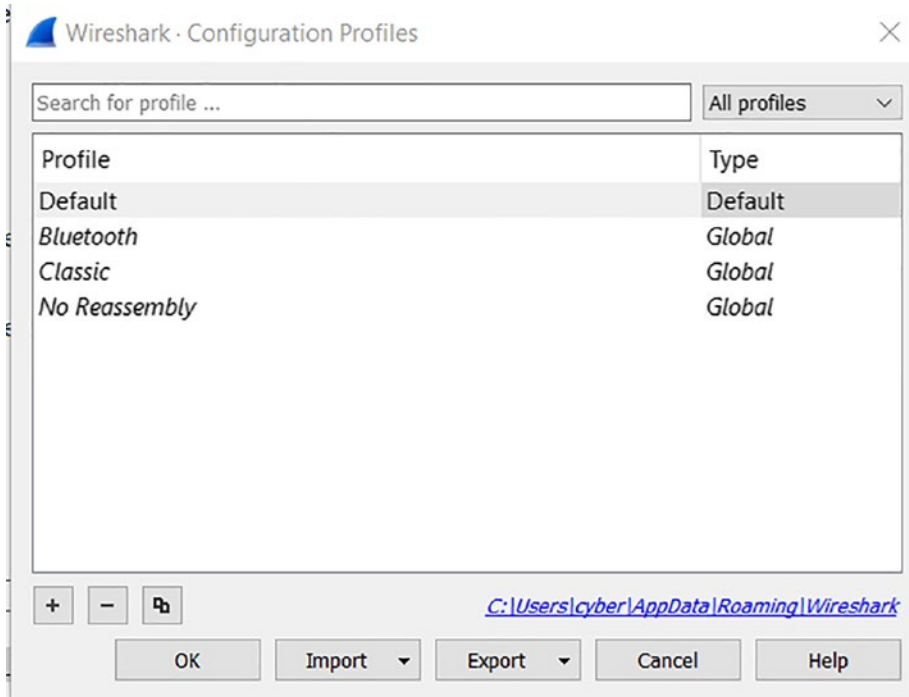 Wireshark · Configuration Profiles
Search for profile ... All profiles
Profile Type
Default Default
Bluetooth Global
Classic Global
No Reassembly Global
+ − C:\Users\cyber\AppData\Roaming\Wireshark
OK Import Export Cancel Help